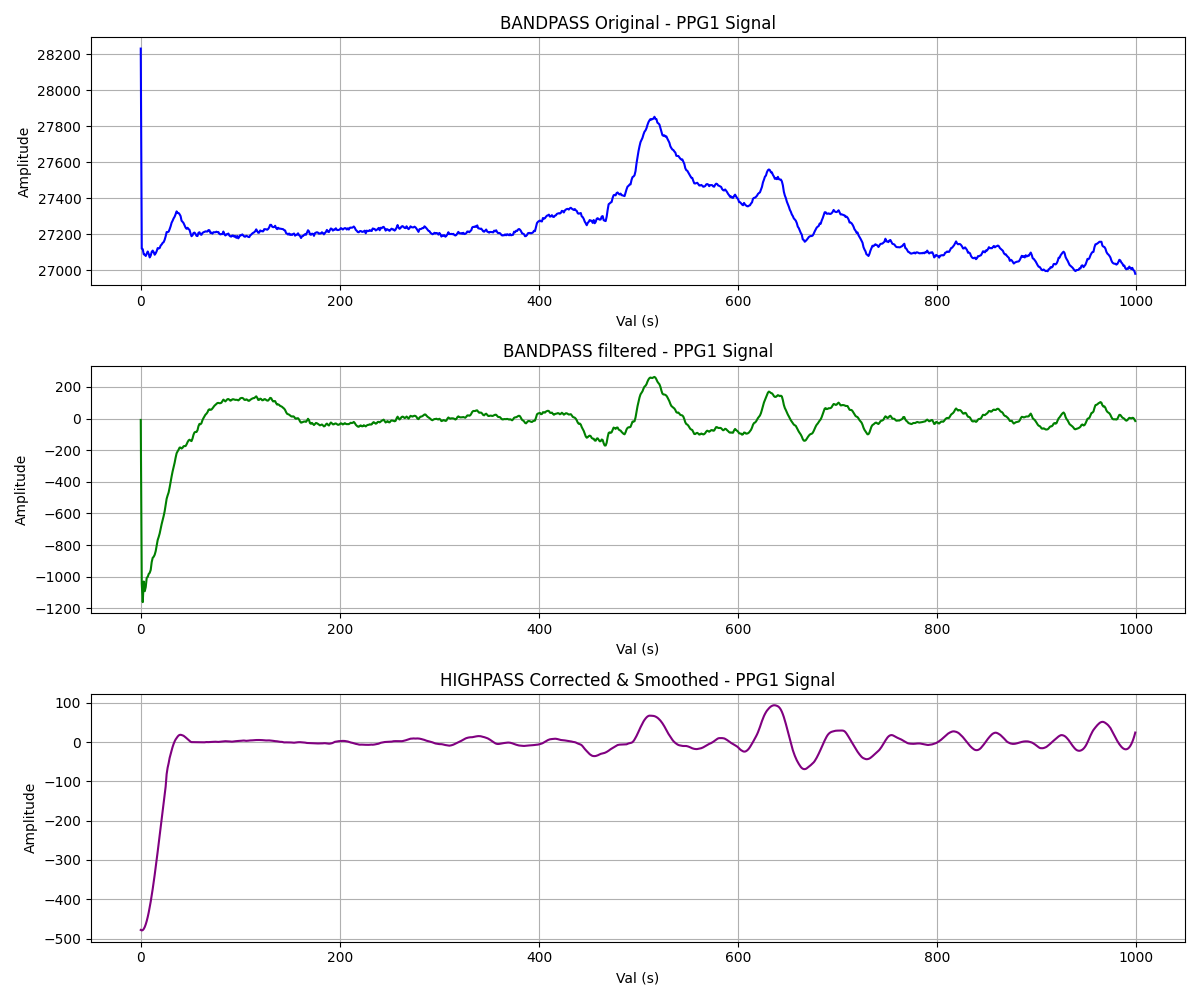 BANDPASS Original - PPG1 Signal
28200
28000
27800
27600
27400
27200
27000
Amplitude
0 200 400 600 800 1000
Val (s)
BANDPASS filtered - PPG1 Signal
200
0
−200
−400
−600
−800
−1000
−1200
Amplitude
0 200 400 600 800 1000
Val (s)
HIGHPASS Corrected & Smoothed - PPG1 Signal
100
0
−100
−200
−300
−400
−500
Amplitude
0 200 400 600 800 1000
Val (s)